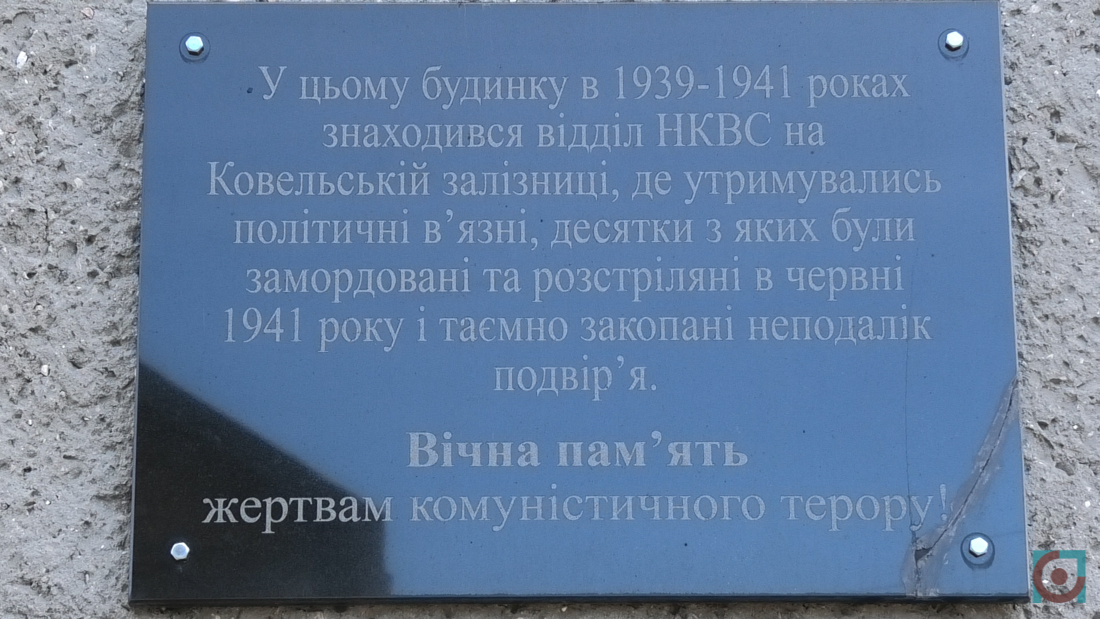 У цьому будинку в 1939-1941 роках
знаходився відділ НКВС на
Ковельській залізниці, де утримувались
політичні в’язні, десятки з яких були
замордовані та розстріляні в червні
1941 року і таємно закопані неподалік
подвір’я.
Вічна пам’ять
жертвам комуністичного терору!